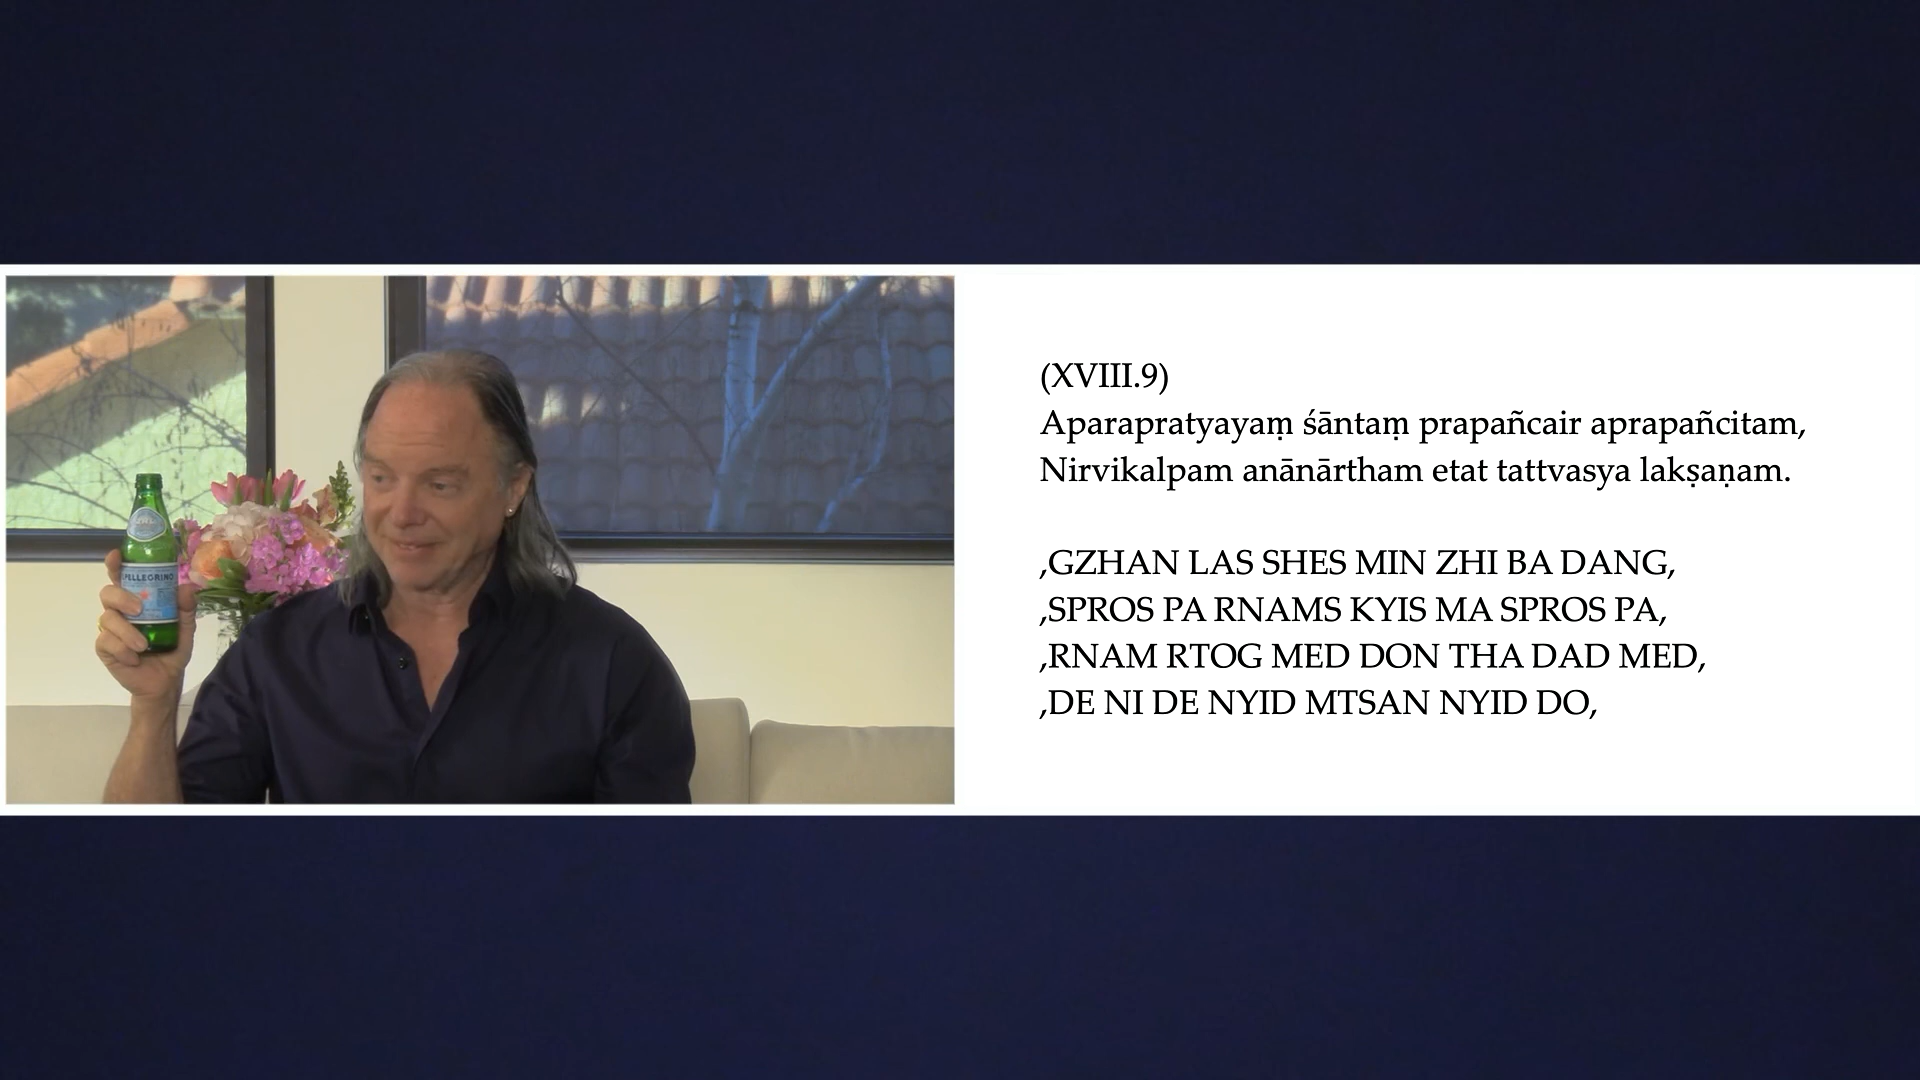 S.PELLEGRINO
(XVIII.9)
Aparapratyayaṃ śāntaṃ prapañcair aprapañcitam,
Nirvikalpam anānārtham etat tattvasya lakṣaṇam.
,GZHAN LAS SHES MIN ZHI BA DANG,
,SPROS PA RNAMS KYIS MA SPROS PA,
,RNAM RTOG MED DON THA DAD MED,
,DE NI DE NYID MTSAN NYID DO,